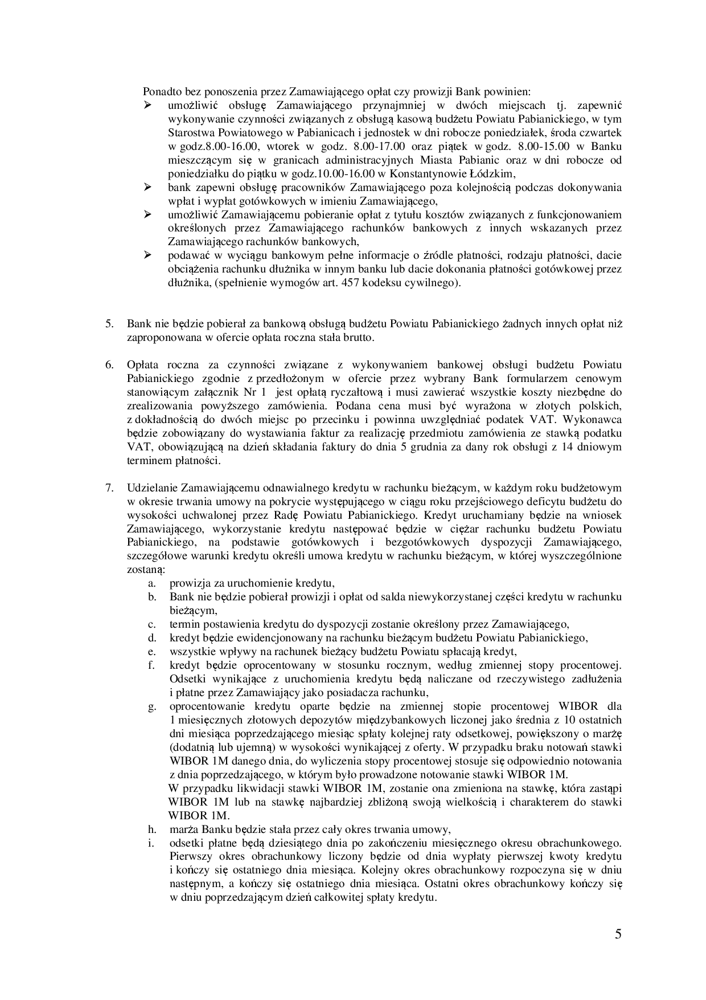 Ponadto bez ponoszenia przez Zamawiającego opłat czy prowizji Bank powinien:
➢ umożliwić obsługę Zamawiającego przynajmniej w dwóch miejscach tj. zapewnić
wykonywanie czynności związanych z obsługą kasową budżetu Powiatu Pabianickiego, w tym
Starostwa Powiatowego w Pabianicach i jednostek w dni robocze poniedziałek, środa czwartek
w godz.8.00-16.00, wtorek w godz. 8.00-17.00 oraz piątek w godz. 8.00-15.00 w Banku
mieszczącym się w granicach administracyjnych Miasta Pabianic oraz w dni robocze od
poniedziałku do piątku w godz.10.00-16.00 w Konstantynowie Łódzkim,
➢ bank zapewni obsługę pracowników Zamawiającego poza kolejnością podczas dokonywania
wpłat i wypłat gotówkowych w imieniu Zamawiającego,
➢ umożliwić Zamawiającemu pobieranie opłat z tytułu kosztów związanych z funkcjonowaniem
określonych przez Zamawiającego rachunków bankowych z innych wskazanych przez
Zamawiającego rachunków bankowych,
➢ podawać w wyciągu bankowym pełne informacje o źródle płatności, rodzaju płatności, dacie
obciążenia rachunku dłużnika w innym banku lub dacie dokonania płatności gotówkowej przez
dłużnika, (spełnienie wymogów art. 457 kodeksu cywilnego).
5. Bank nie będzie pobierał za bankową obsługą budżetu Powiatu Pabianickiego żadnych innych opłat niż
zaproponowana w ofercie opłata roczna stała brutto.
6. Opłata roczna za czynności związane z wykonywaniem bankowej obsługi budżetu Powiatu
Pabianickiego zgodnie z przedłożonym w ofercie przez wybrany Bank formularzem cenowym
stanowiącym załącznik Nr 1 jest opłatą ryczałtową i musi zawierać wszystkie koszty niezbędne do
zrealizowania powyższego zamówienia. Podana cena musi być wyrażona w złotych polskich,
z dokładnością do dwóch miejsc po przecinku i powinna uwzględniać podatek VAT. Wykonawca
będzie zobowiązany do wystawiania faktur za realizację przedmiotu zamówienia ze stawką podatku
VAT, obowiązującą na dzień składania faktury do dnia 5 grudnia za dany rok obsługi z 14 dniowym
terminem płatności.
7. Udzielanie Zamawiającemu odnawialnego kredytu w rachunku bieżącym, w każdym roku budżetowym
w okresie trwania umowy na pokrycie występującego w ciągu roku przejściowego deficytu budżetu do
wysokości uchwalonej przez Radę Powiatu Pabianickiego. Kredyt uruchamiany będzie na wniosek
Zamawiającego, wykorzystanie kredytu następować będzie w ciężar rachunku budżetu Powiatu
Pabianickiego, na podstawie gotówkowych i bezgotówkowych dyspozycji Zamawiającego,
szczegółowe warunki kredytu określi umowa kredytu w rachunku bieżącym, w której wyszczególnione
zostaną:
a. prowizja za uruchomienie kredytu,
b. Bank nie będzie pobierał prowizji i opłat od salda niewykorzystanej części kredytu w rachunku
bieżącym,
c. termin postawienia kredytu do dyspozycji zostanie określony przez Zamawiającego,
d. kredyt będzie ewidencjonowany na rachunku bieżącym budżetu Powiatu Pabianickiego,
e. wszystkie wpływy na rachunek bieżący budżetu Powiatu spłacają kredyt,
f. kredyt będzie oprocentowany w stosunku rocznym, według zmiennej stopy procentowej.
Odsetki wynikające z uruchomienia kredytu będą naliczane od rzeczywistego zadłużenia
i płatne przez Zamawiający jako posiadacza rachunku,
g. oprocentowanie kredytu oparte będzie na zmiennej stopie procentowej WIBOR dla
1 miesięcznych złotowych depozytów międzybankowych liczonej jako średnia z 10 ostatnich
dni miesiąca poprzedzającego miesiąc spłaty kolejnej raty odsetkowej, powiększony o marżę
(dodatnią lub ujemną) w wysokości wynikającej z oferty. W przypadku braku notowań stawki
WIBOR 1M danego dnia, do wyliczenia stopy procentowej stosuje się odpowiednio notowania
z dnia poprzedzającego, w którym było prowadzone notowanie stawki WIBOR 1M.
W przypadku likwidacji stawki WIBOR 1M, zostanie ona zmieniona na stawkę, która zastąpi
WIBOR 1M lub na stawkę najbardziej zbliżoną swoją wielkością i charakterem do stawki
WIBOR 1M.
h. marża Banku będzie stała przez cały okres trwania umowy,
i. odsetki płatne będą dziesiątego dnia po zakończeniu miesięcznego okresu obrachunkowego.
Pierwszy okres obrachunkowy liczony będzie od dnia wypłaty pierwszej kwoty kredytu
i kończy się ostatniego dnia miesiąca. Kolejny okres obrachunkowy rozpoczyna się w dniu
następnym, a kończy się ostatniego dnia miesiąca. Ostatni okres obrachunkowy kończy się
w dniu poprzedzającym dzień całkowitej spłaty kredytu.
5